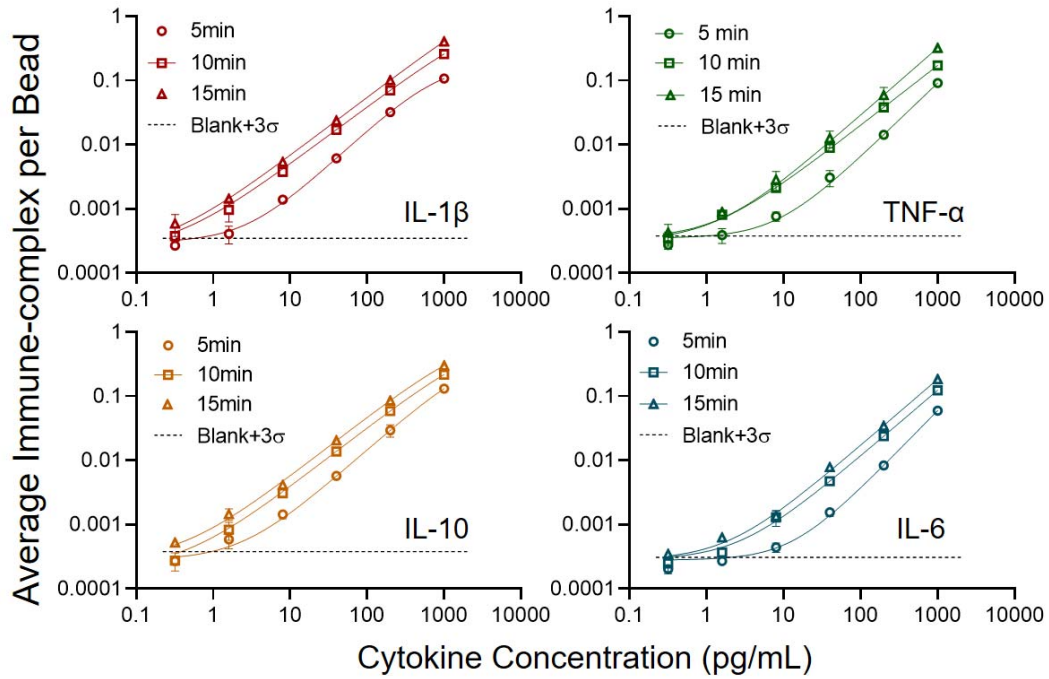 Average Immune-complex per Bead
1
0.1
0.01
0.001
0.0001
5min
10min
15min
Blank+3σ
IL-1β
0.1
1
10
100
1000
10000
1
0.1
0.01
0.001
0.0001
5 min
10 min
15 min
Blank+3σ
TNF-α
0.1
1
10
100
1000
10000
1
0.1
0.01
0.001
0.0001
5min
10min
15min
Blank+3σ
IL-10
0.1
1
10
100
1000
10000
1
0.1
0.01
0.001
0.0001
5min
10min
15min
Blank+3σ
IL-6
0.1
1
10
100
1000
10000
Cytokine Concentration (pg/mL)